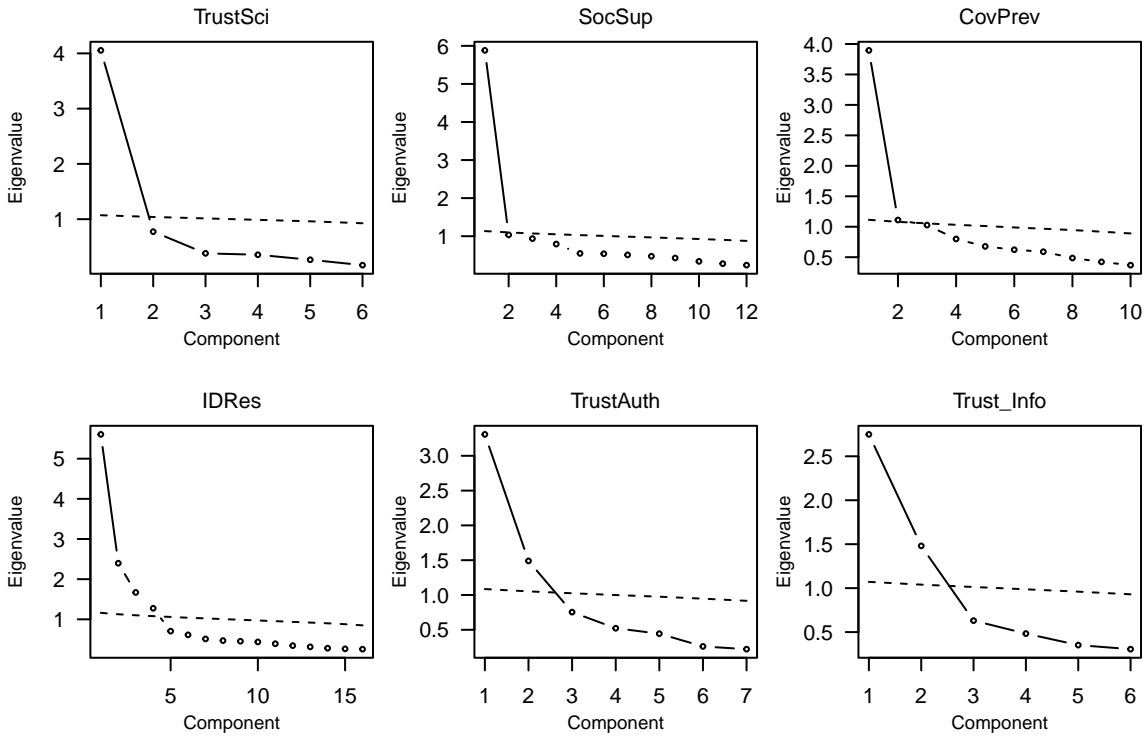 TrustSci
Eigenvalue
4
3
2
1
1 2 3 4 5 6
Component
SocSup
Eigenvalue
6
5
4
3
2
1
2 4 6 8 10 12
Component
CovPrev
Eigenvalue
4.0
3.5
3.0
2.5
2.0
1.5
1.0
0.5
2 4 6 8 10
Component
IDRes
Eigenvalue
5
4
3
2
1
5 10 15
Component
TrustAuth
Eigenvalue
3.0
2.5
2.0
1.5
1.0
0.5
1 2 3 4 5 6 7
Component
Trust_Info
Eigenvalue
2.5
2.0
1.5
1.0
0.5
1 2 3 4 5 6
Component